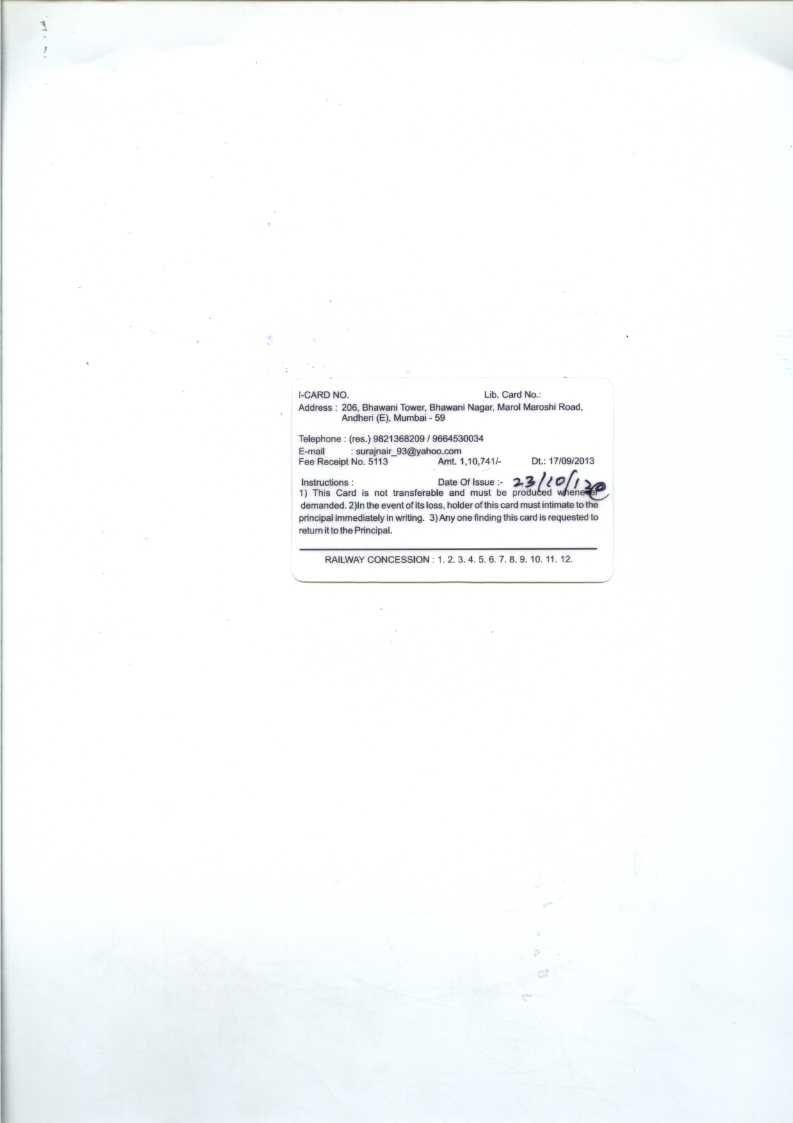 I-CARD NO. Lib. Card No.:
Address : 206, Bhawani Tower, Bhawani Nagar, Marol Maroshi Road,
Andheri (E), Mumbai - 59
Telephone : (res.) 9821368209 / 9664530034
E-mail : surajnair_93@yahoo.com
Fee Receipt No. 5113 Amt. 1,10,741/- Dt.: 17/09/2013
Instructions : Date Of Issue :- 23/10/13
1) This Card is not transferable and must be produced whenever
demanded. 2)In the event of its loss, holder of this card must intimate to the
principal immediately in writing. 3) Any one finding this card is requested to
return it to the Principal.
RAILWAY CONCESSION : 1. 2. 3. 4. 5. 6. 7. 8. 9. 10. 11. 12.